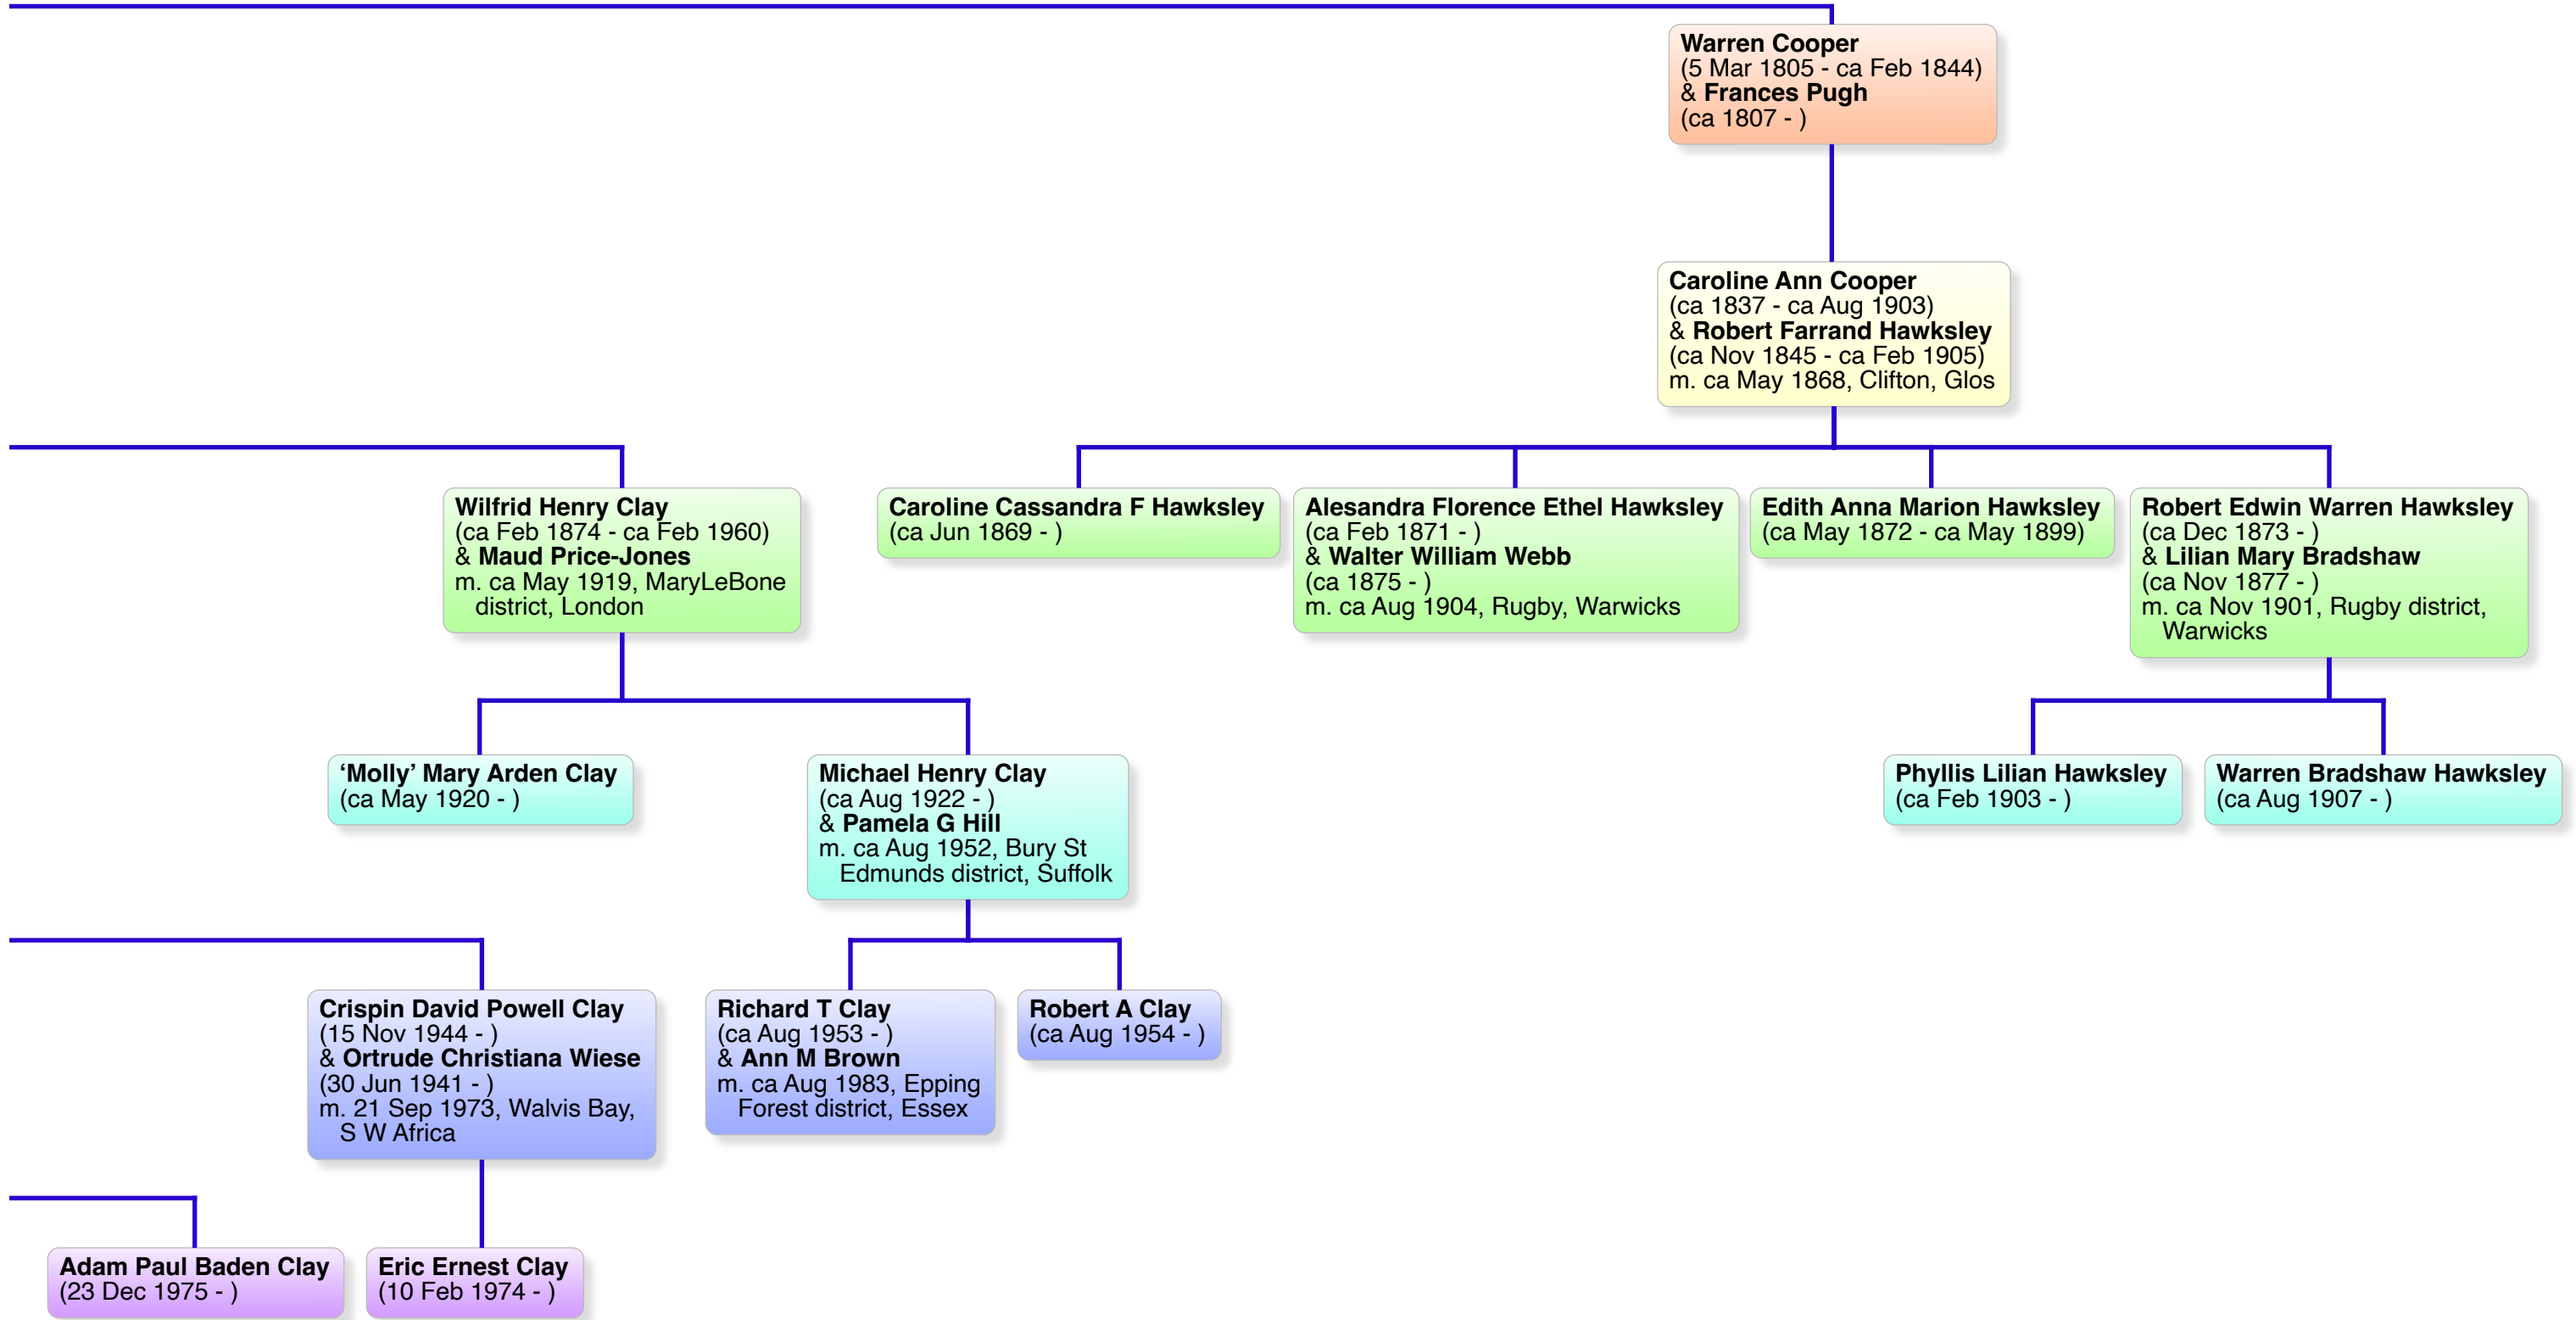 Warren Cooper
(5 Mar 1805 - ca Feb 1844)
& Frances Pugh
(ca 1807 - )
Caroline Ann Cooper
(ca 1837 - ca Aug 1903)
& Robert Farrand Hawksley
(ca Nov 1845 - ca Feb 1905)
m. ca May 1868, Clifton, Glos
Wilfrid Henry Clay
(ca Feb 1874 - ca Feb 1960)
& Maud Price-Jones
m. ca May 1919, MaryLeBone
district, London
Caroline Cassandra F Hawksley
(ca Jun 1869 - )
Alesandra Florence Ethel Hawksley
(ca Feb 1871 - )
& Walter William Webb
(ca 1875 - )
m. ca Aug 1904, Rugby, Warwicks
Edith Anna Marion Hawksley
(ca May 1872 - ca May 1899)
Robert Edwin Warren Hawksley
(ca Dec 1873 - )
& Lilian Mary Bradshaw
(ca Nov 1877 - )
m. ca Nov 1901, Rugby district,
Warwicks
‘Molly’ Mary Arden Clay
(ca May 1920 - )
Michael Henry Clay
(ca Aug 1922 - )
& Pamela G Hill
m. ca Aug 1952, Bury St
Edmunds district, Suffolk
Phyllis Lilian Hawksley
(ca Feb 1903 - )
Warren Bradshaw Hawksley
(ca Aug 1907 - )
Crispin David Powell Clay
(15 Nov 1944 - )
& Ortrude Christiana Wiese
(30 Jun 1941 - )
m. 21 Sep 1973, Walvis Bay,
S W Africa
Richard T Clay
(ca Aug 1953 - )
& Ann M Brown
m. ca Aug 1983, Epping
Forest district, Essex
Robert A Clay
(ca Aug 1954 - )
Adam Paul Baden Clay
(23 Dec 1975 - )
Eric Ernest Clay
(10 Feb 1974 - )